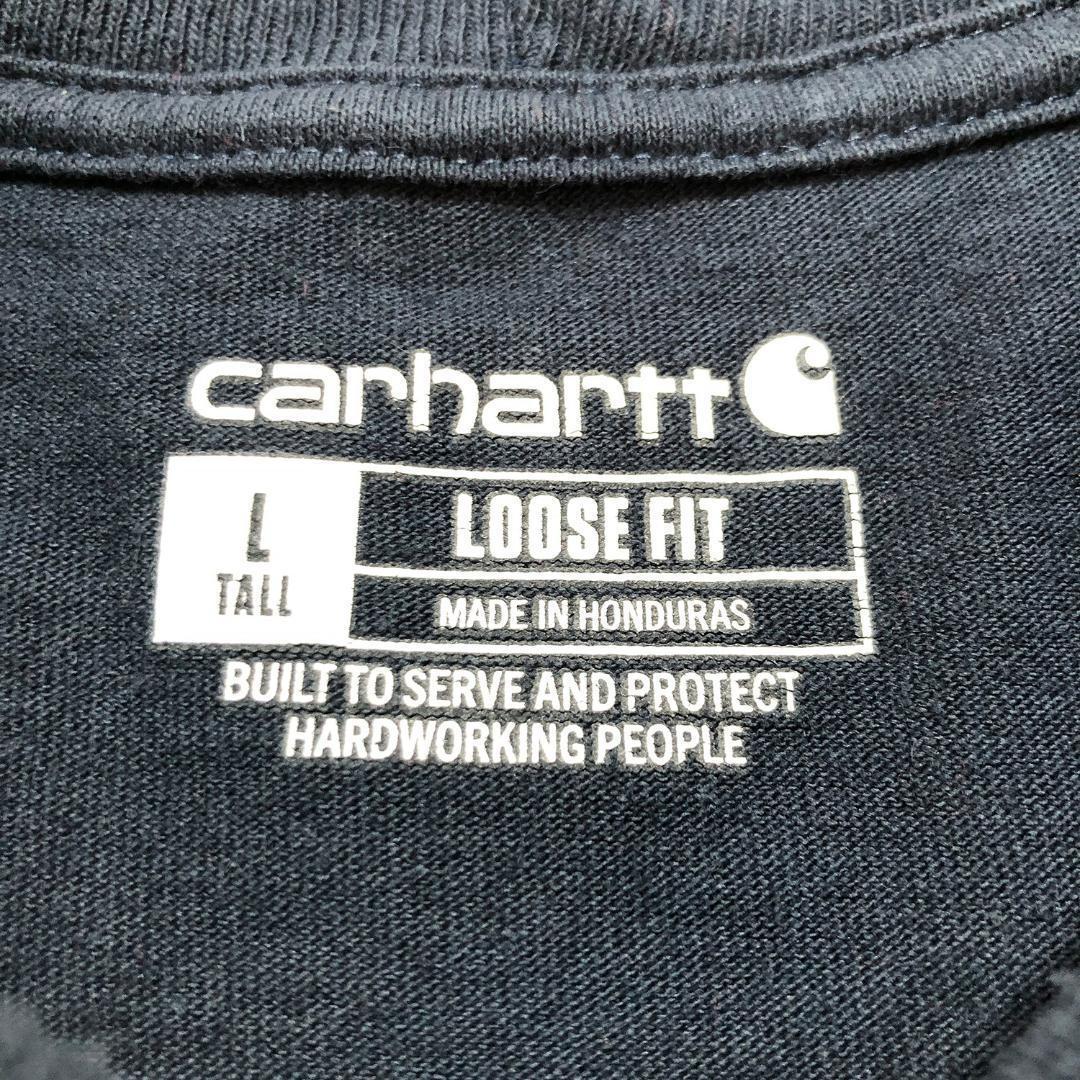 carhartt
L
TALL
LOOSE FIT
MADE IN HONDURAS
BUILT TO SERVE AND PROTECT
HARDWORKING PEOPLE